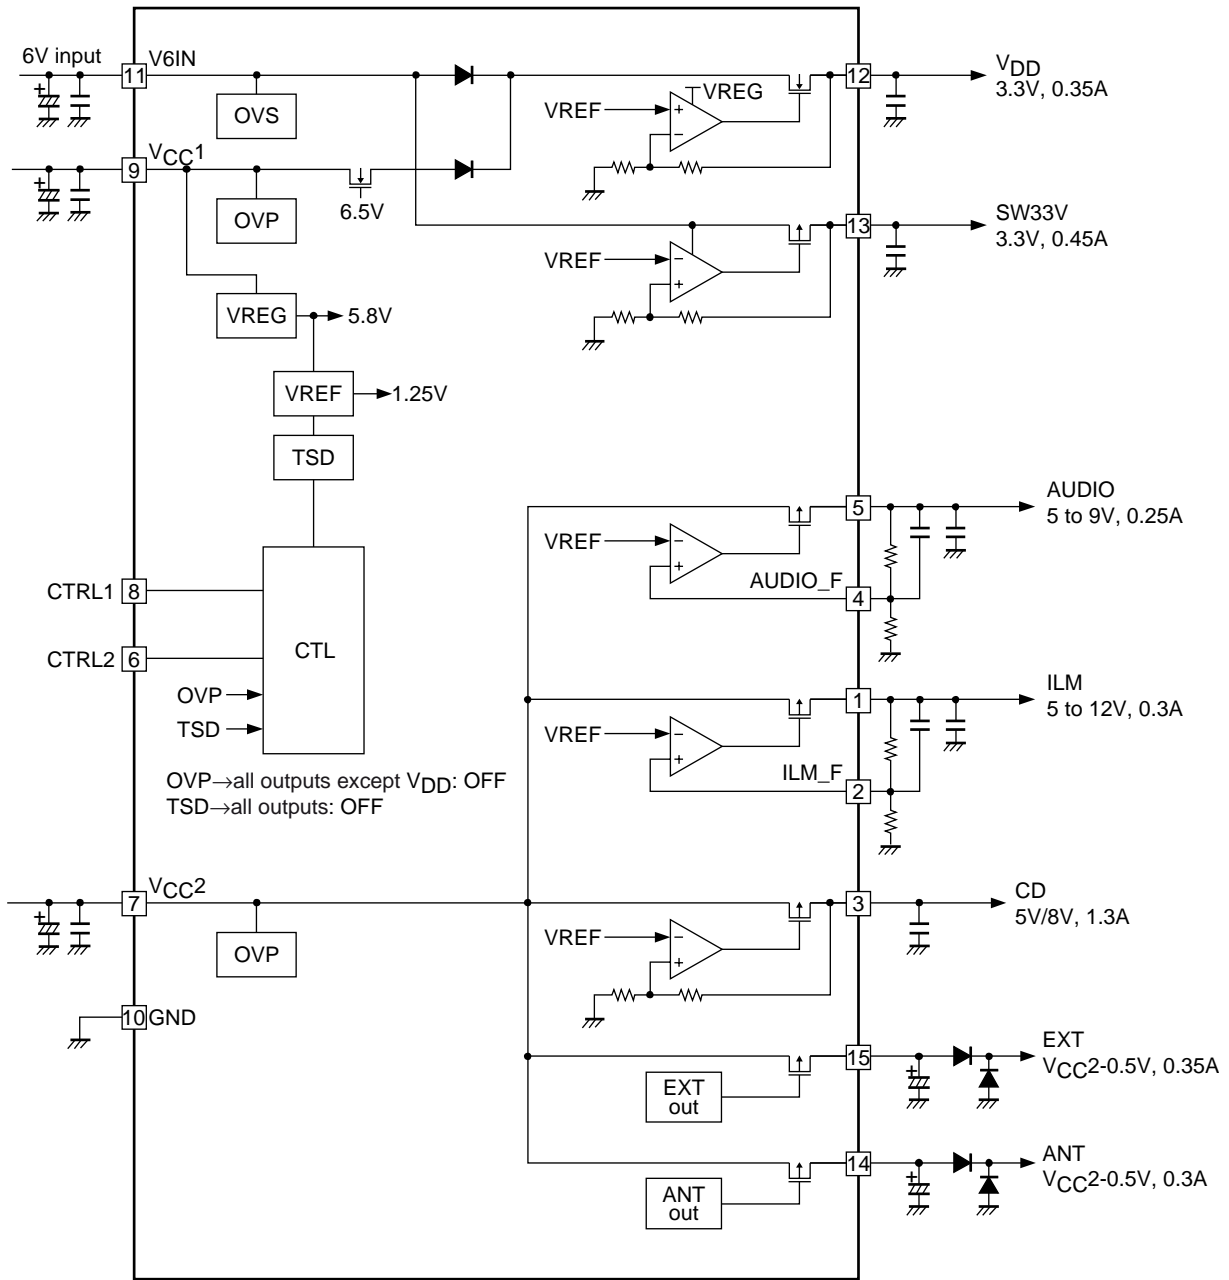 6V input
11
V6IN
OVS
VREF
+
−
VREG
12
VDD
3.3V, 0.35A
+
9
VCC1
OVP
6.5V
+
13
SW33V
3.3V, 0.45A
VREF
−
+
VREG
5.8V
VREF
1.25V
TSD
5
AUDIO
5 to 9V, 0.25A
VREF
−
+
AUDIO_F
4
CTRL1
8
CTL
CTRL2
6
OVP
TSD
OVP→all outputs except VDD: OFF
TSD→all outputs: OFF
1
ILM
5 to 12V, 0.3A
VREF
−
+
ILM_F
2
+
7
VCC2
OVP
3
CD
5V/8V, 1.3A
VREF
−
+
10
GND
15
EXT
VCC2-0.5V, 0.35A
EXT
out
+
14
ANT
VCC2-0.5V, 0.3A
ANT
out
+